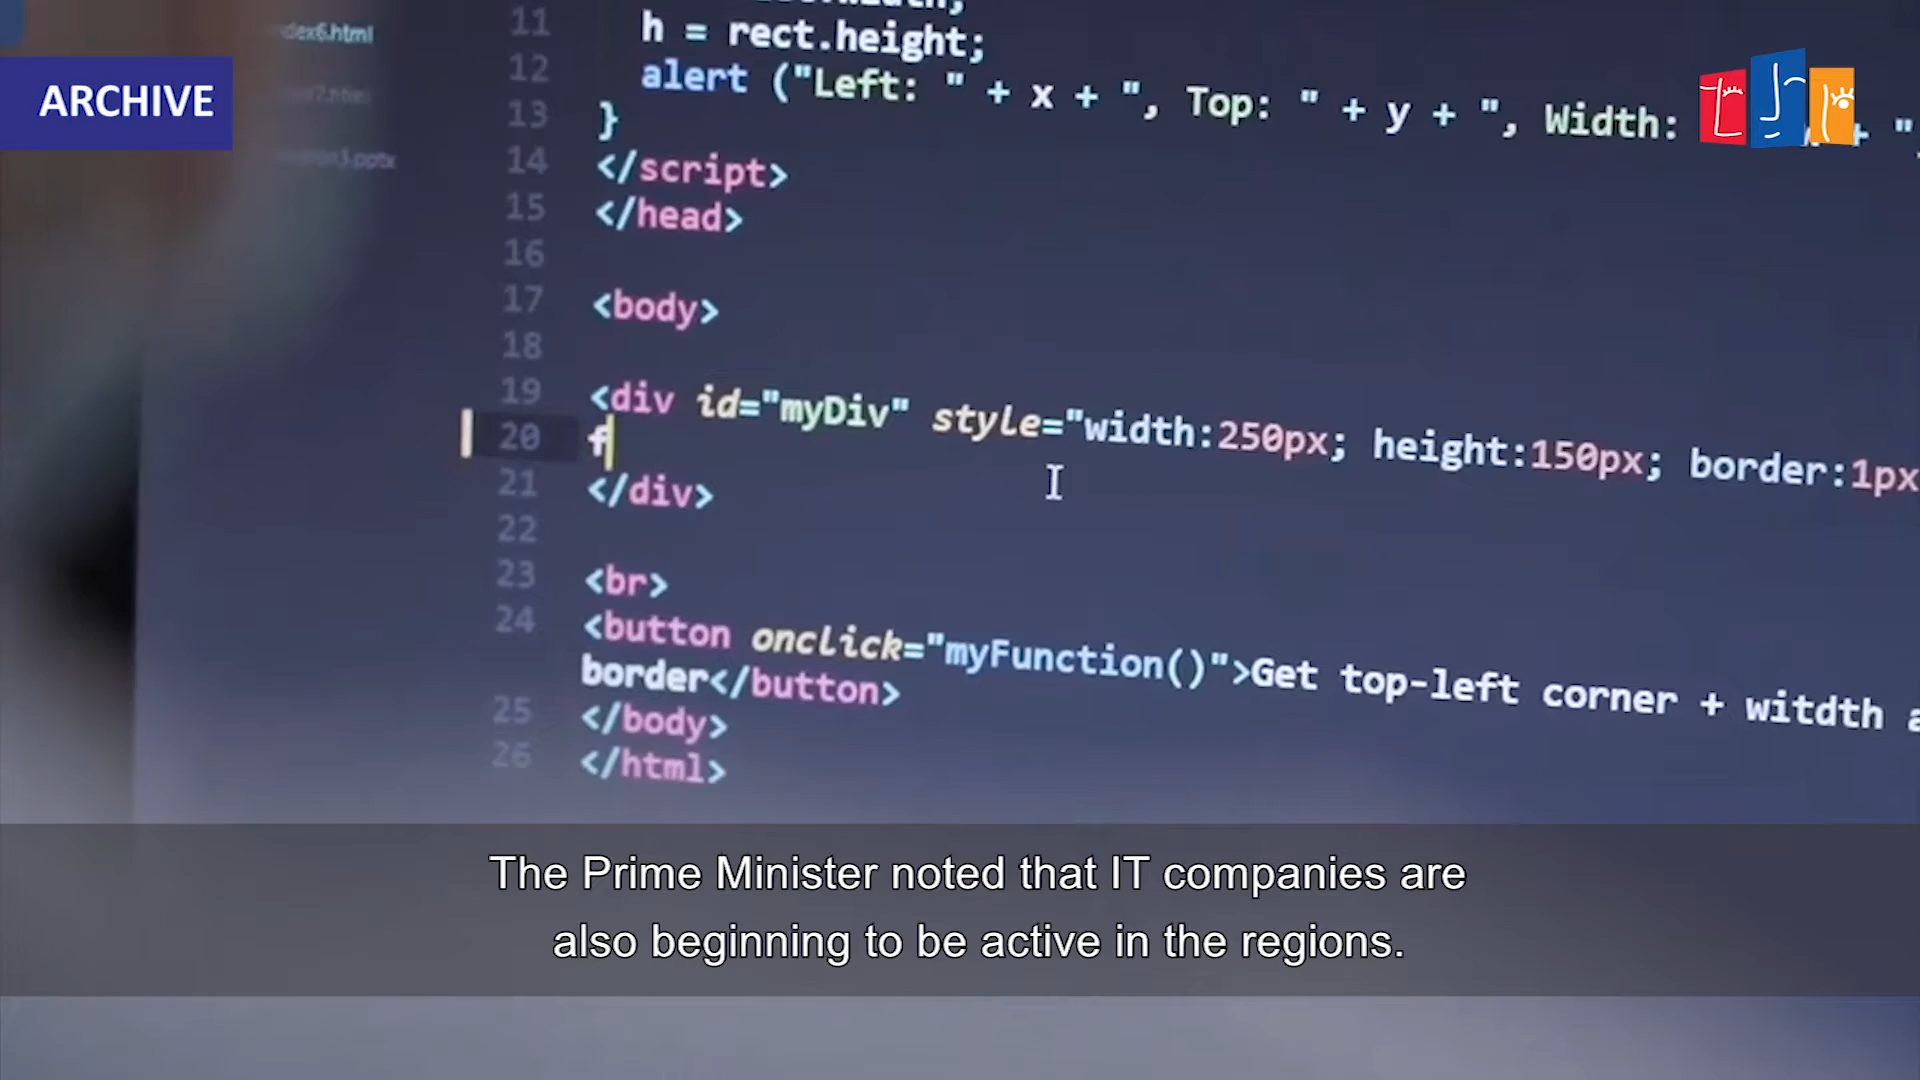 ARCHIVE
11
h = rect.height;
12 alert ("Left: " + x + ", Top: " + y + ", Width:
13 }
14 </script>
15 </head>
16
17 <body>
18
19 <div id="myDiv" style="width:250px; height:150px; border:1px
20 f
21 </div>
22
23 <br>
24 <button onclick="myFunction()">Get top-left corner + witdth
border</button>
25 </body>
26 </html>
The Prime Minister noted that IT companies are
also beginning to be active in the regions.